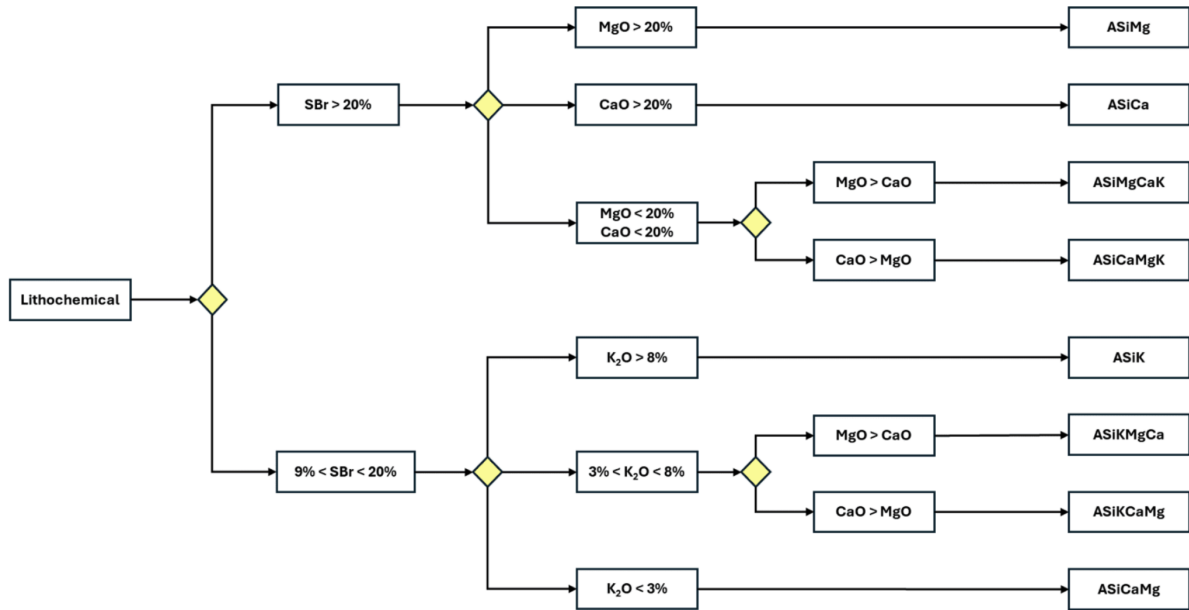 MgO > 20%
ASiMg
SBr > 20%
CaO > 20%
ASiCa
MgO > CaO
ASiMgCaK
MgO < 20%
CaO < 20%
CaO > MgO
ASiCaMgK
Lithochemical
K₂O > 8%
ASiK
MgO > CaO
ASiKMgCa
9% < SBr < 20%
3% < K₂O < 8%
CaO > MgO
ASiKCaMg
K₂O < 3%
ASiCaMg